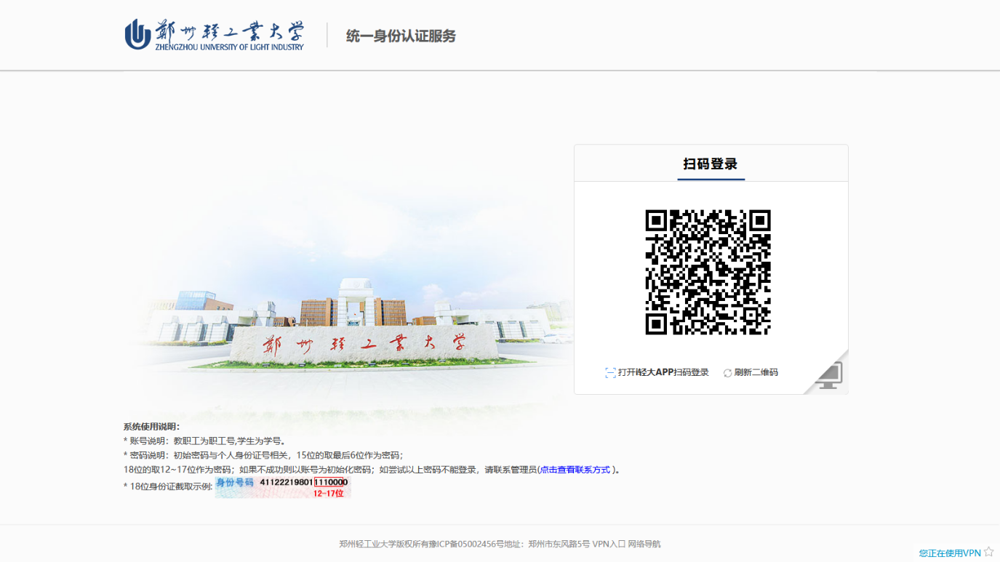 郑州轻工业大学
ZHENGZHOU UNIVERSITY OF LIGHT INDUSTRY
统一身份认证服务
扫码登录
郑州轻工业大学
打开i轻大APP扫码登录 刷新二维码
系统使用说明：
* 账号说明：教职工为职工号,学生为学号。
* 密码说明：初始密码与个人身份证号相关，15位的取最后6位作为密码；
18位的取12~17位作为密码；如果不成功则以账号为初始化密码；如尝试以上密码不能登录，请联系管理员(点击查看联系方式 )。
* 18位身份证截取示例: 身份号码 411222198011110000
12-17位
郑州轻工业大学版权所有豫ICP备05002456号地址：郑州市东风路5号 VPN入口 网络导航
您正在使用VPN